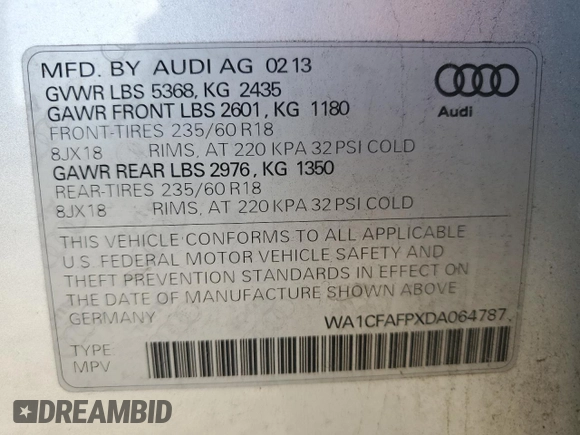 MFD. BY AUDI AG 02 13
GVWR LBS 5368, KG 2435
GAWR FRONT LBS 2601, KG 1180
FRONT-TIRES 235/60 R18
8JX18 RIMS, AT 220 KPA 32 PSI COLD
GAWR REAR LBS 2976, KG 1350
REAR-TIRES 235/60 R18
8JX18 RIMS, AT 220 KPA 32 PSI COLD
Audi
THIS VEHICLE CONFORMS TO ALL APPLICABLE
U.S. FEDERAL MOTOR VEHICLE SAFETY AND
THEFT PREVENTION STANDARDS IN EFFECT ON
THE DATE OF MANUFACTURE SHOWN ABOVE.
GERMANY WA1CFAFPXDA064787.
TYPE
MPV
DREAMBID